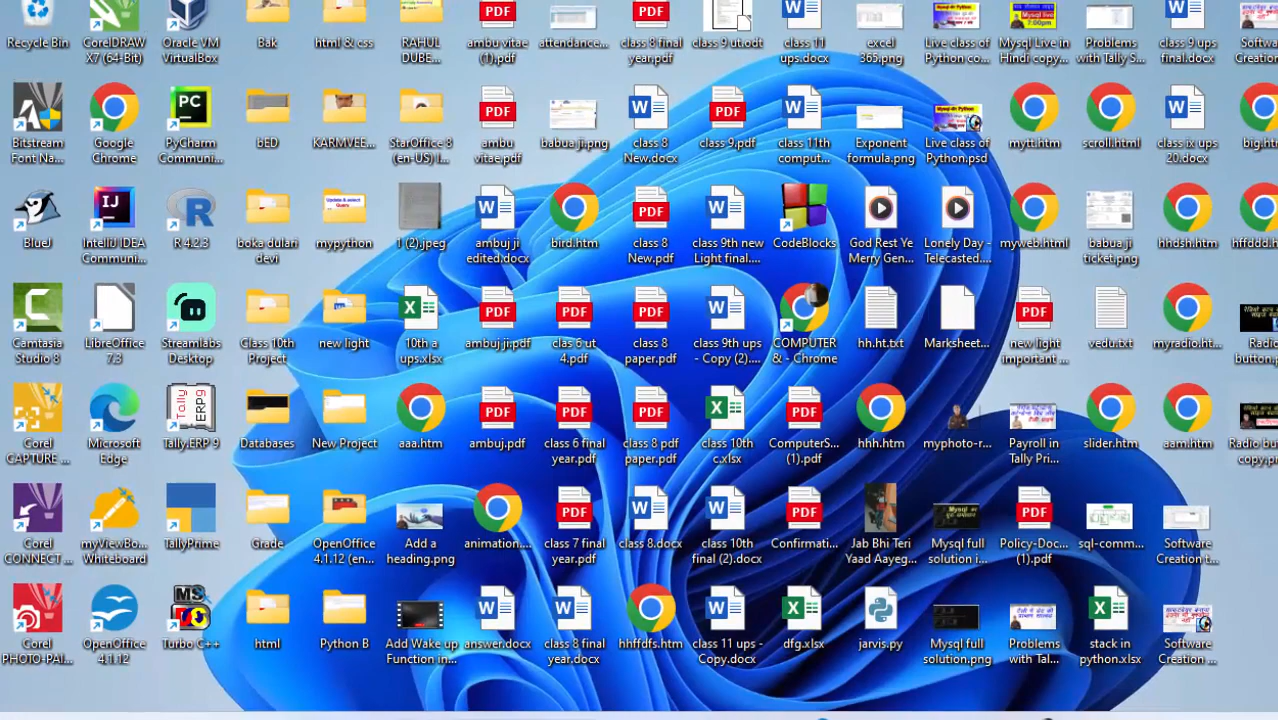 Recycle Bin
CorelDRAW
X7 (64-Bit)
Oracle VM
VirtualBox
Bak
html & css
RAHUL
DUBE...
ambu vitae
(1).pdf
attendance...
class 8 final
year.pdf
class 9 utodt
class 11
ups.docx
excel
365.png
Live class of
Python co...
Mysql Live in
Hindi copy...
Problems
with Tally S...
class 9 ups
final.docx
Softwa
Creation
Bitstream
Font Na...
Google
Chrome
PyCharm
Communi...
bED
KARMVEE...
StarOffice 8
(en-US) I...
ambu
vitae.pdf
babua ji.png
class 8
New.docx
class 9.pdf
class 11th
comput...
Exponent
formula.png
Live class of
Python.psd
mytt.htm
scroll.html
class ix ups
20.docx
big.htm
BlueJ
IntelliJ IDEA
Communi...
R 4.2.3
boka dulari
devi
mypython
1 (2).jpeg
ambuj ji
edited.docx
bird.htm
class 8
New.pdf
class 9th new
Light final....
CodeBlocks
God Rest Ye
Merry Gen...
Lonely Day -
Telecasted....
myweb.html
babua ji
ticket.png
hhdsh.htm
hffddd.htm
Camtasia
Studio 8
LibreOffice
7.3
Streamlabs
Desktop
Class 10th
Project
new light
10th a
ups.xlsx
ambuj ji.pdf
clas 6 ut
4.pdf
class 8
paper.pdf
class 9th ups
- Copy (2)....
COMPUTER
& - Chrome
hh.ht.txt
Marksheet...
new light
important ...
vedu.txt
myradio.ht...
Radio
button.p
Corel
CAPTURE ...
Microsoft
Edge
Tally.ERP 9
Databases
New Project
aaa.htm
ambuj.pdf
class 6 final
year.pdf
class 8 pdf
paper.pdf
class 10th
c.xlsx
ComputerS...
(1).pdf
hhh.htm
myphoto-r...
Payroll in
Tally Pri...
slider.htm
aam.htm
Radio bu
copy.p
Corel
CONNECT ...
myViewBo...
Whiteboard
TallyPrime
Grade
OpenOffice
4.1.12 (en...
Add a
heading.png
animation....
class 7 final
year.pdf
class 8.docx
class 10th
final (2).docx
Confirmati...
Jab Bhi Teri
Yaad Aayeg...
Mysql full
solution i...
Policy-Doc...
(1).pdf
sql-comm...
Software
Creation t...
Corel
PHOTO-PAI...
OpenOffice
4.1.12
Turbo C++
html
Python B
Add Wake up
Function in...
answer.docx
class 8 final
year.docx
hhffdfs.htm
class 11 ups -
Copy.docx
dfg.xlsx
jarvis.py
Mysql full
solution.png
Problems
with Tal...
stack in
python.xlsx
Software
Creation ...